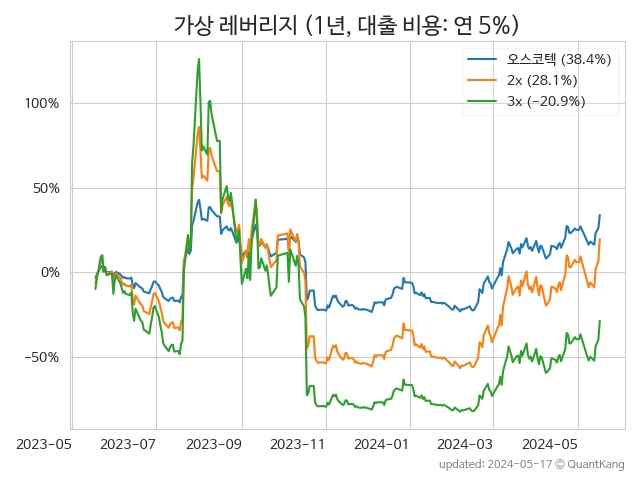 가상 레버리지 (1년, 대출 비용: 연 5%)
오스코텍 (38.4%)
2x (28.1%)
3x (−20.9%)
100%
50%
0%
−50%
2023−05 2023−07 2023−09 2023−11 2024−01 2024−03 2024−05
updated: 2024−05−17 © QuantKang